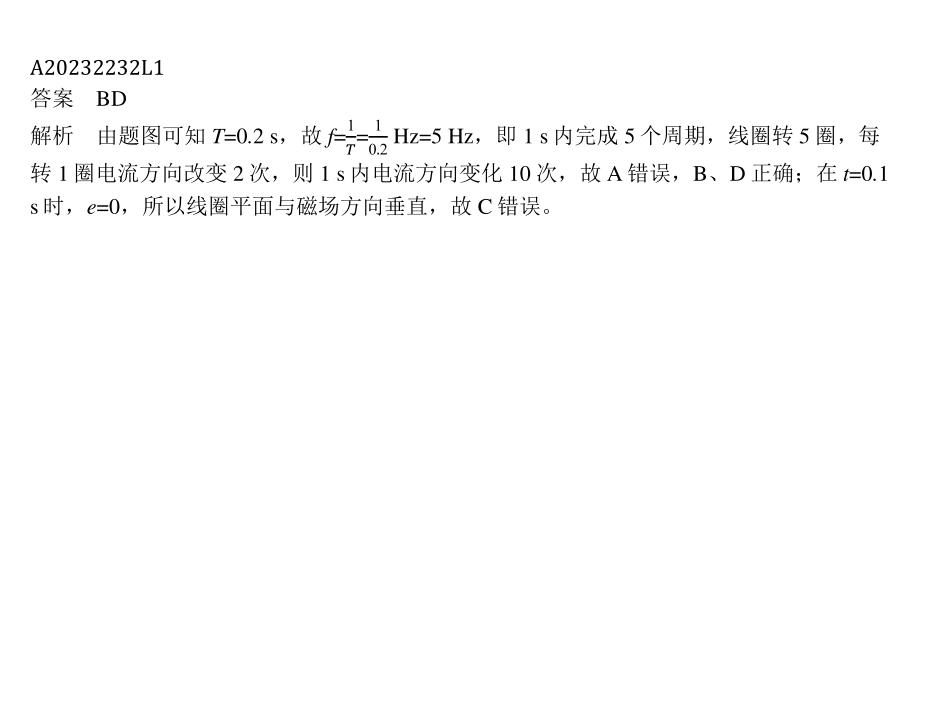 A20232232L1
答案 BD
解析 由题图可知 T=0.2 s，故 f=1/T=1/0.2 Hz=5 Hz，即 1 s 内完成 5 个周期，线圈转 5 圈，每
转 1 圈电流方向改变 2 次，则 1 s 内电流方向变化 10 次，故 A 错误，B、D 正确；在 t=0.1
s 时，e=0，所以线圈平面与磁场方向垂直，故 C 错误。